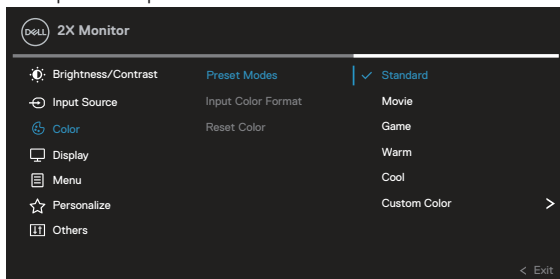 DELL 2X Monitor
Brightness/Contrast Preset Modes Standard
Input Source Input Color Format Movie
Color Reset Color Game
Display Warm
Menu Cool
Personalize Custom Color >
Others
< Exit